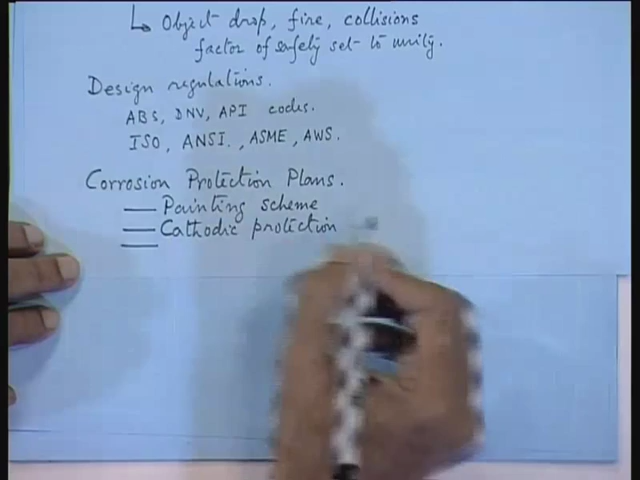 ↳ Object drop, fire, collisions
factor of safety set to unity.
Design regulations.
ABS, DNV, API codes.
ISO, ANSI., ASME, AWS.
Corrosion Protection Plans.
— Painting scheme
— Cathodic protection
—